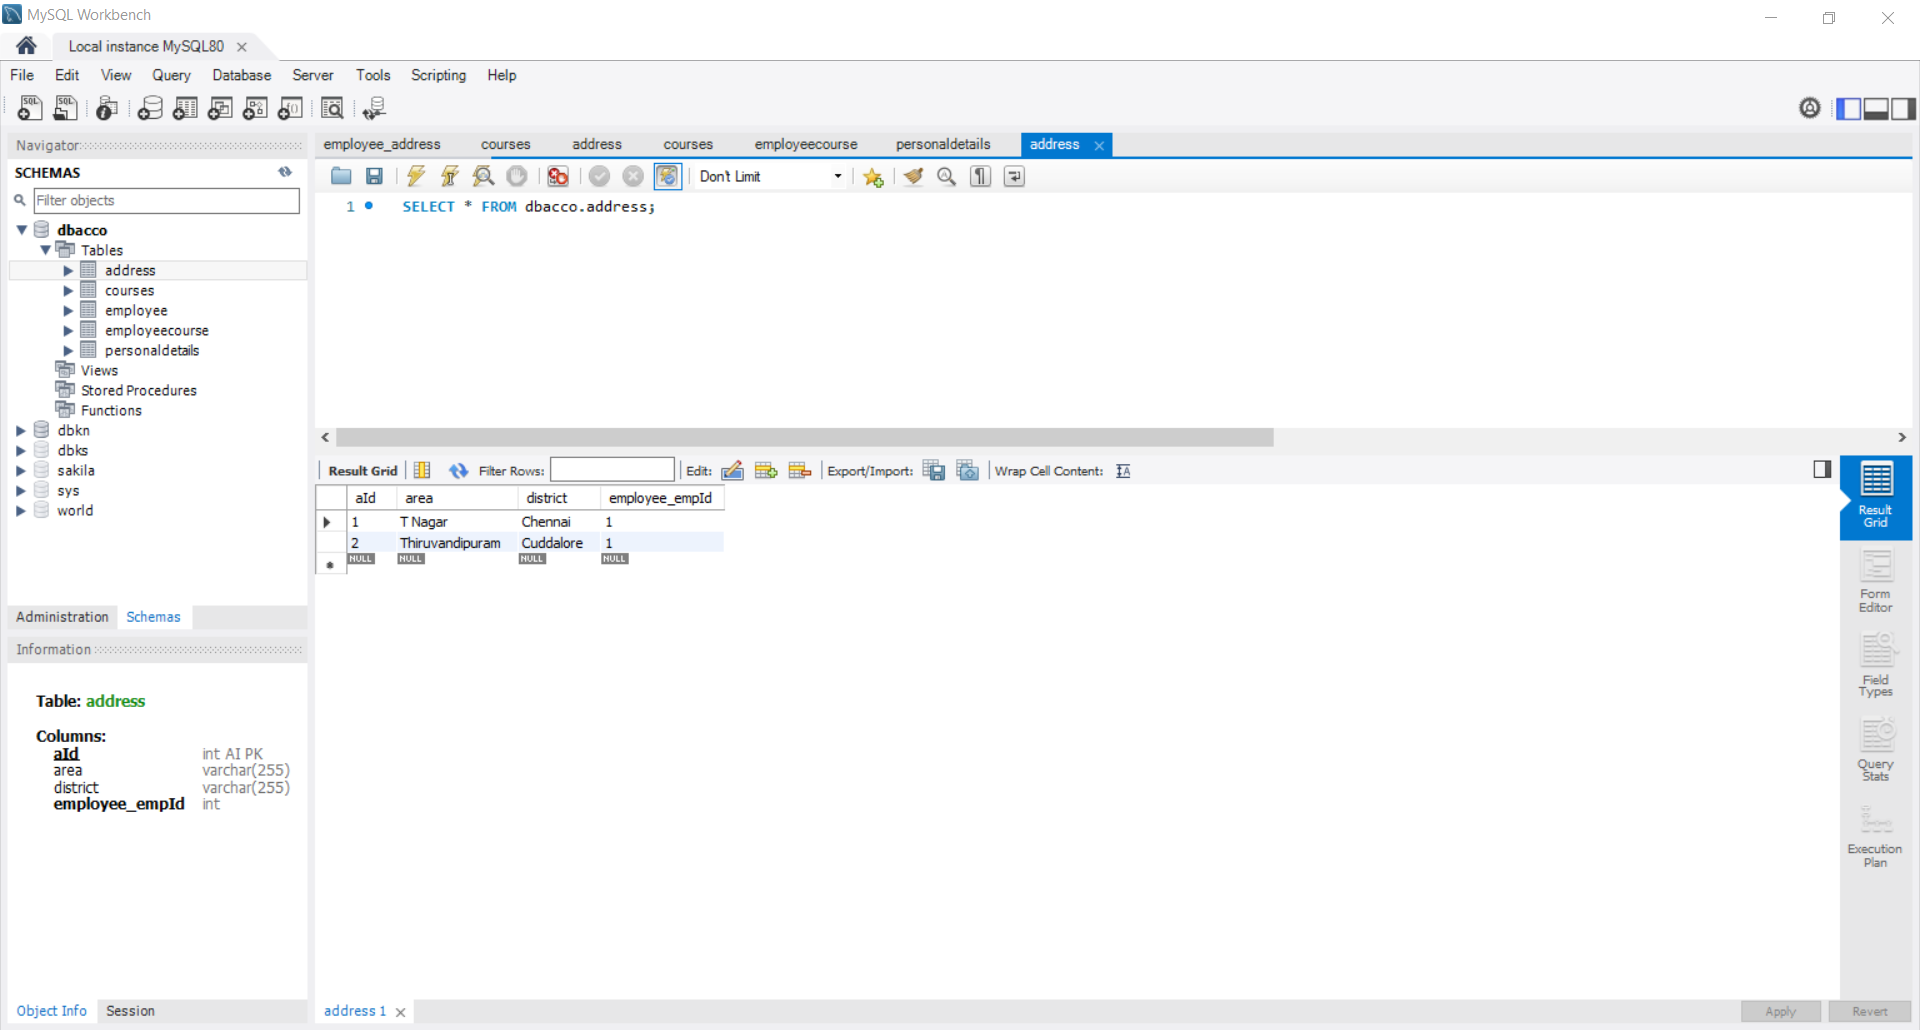 MySQL Workbench
Local instance MySQL80
File Edit View Query Database Server Tools Scripting Help
Navigator
SCHEMAS
Filter objects
dbacco
Tables
address
courses
employee
employeecourse
personaldetails
Views
Stored Procedures
Functions
dbkn
dbks
sakila
sys
world
Administration Schemas
Information
Table: address
Columns:
aId int AI PK
area varchar(255)
district varchar(255)
employee_empId int
Object Info Session
employee_address courses address courses employeecourse personaldetails address
Don't Limit
1 SELECT * FROM dbacco.address;
Result Grid Filter Rows: Edit: Export/Import: Wrap Cell Content:
aId area district employee_empId
1 T Nagar Chennai 1
2 Thiruvandipuram Cuddalore 1
NULL NULL NULL NULL
Result
Grid
Form
Editor
Field
Types
Query
Stats
Execution
Plan
address 1
Apply Revert